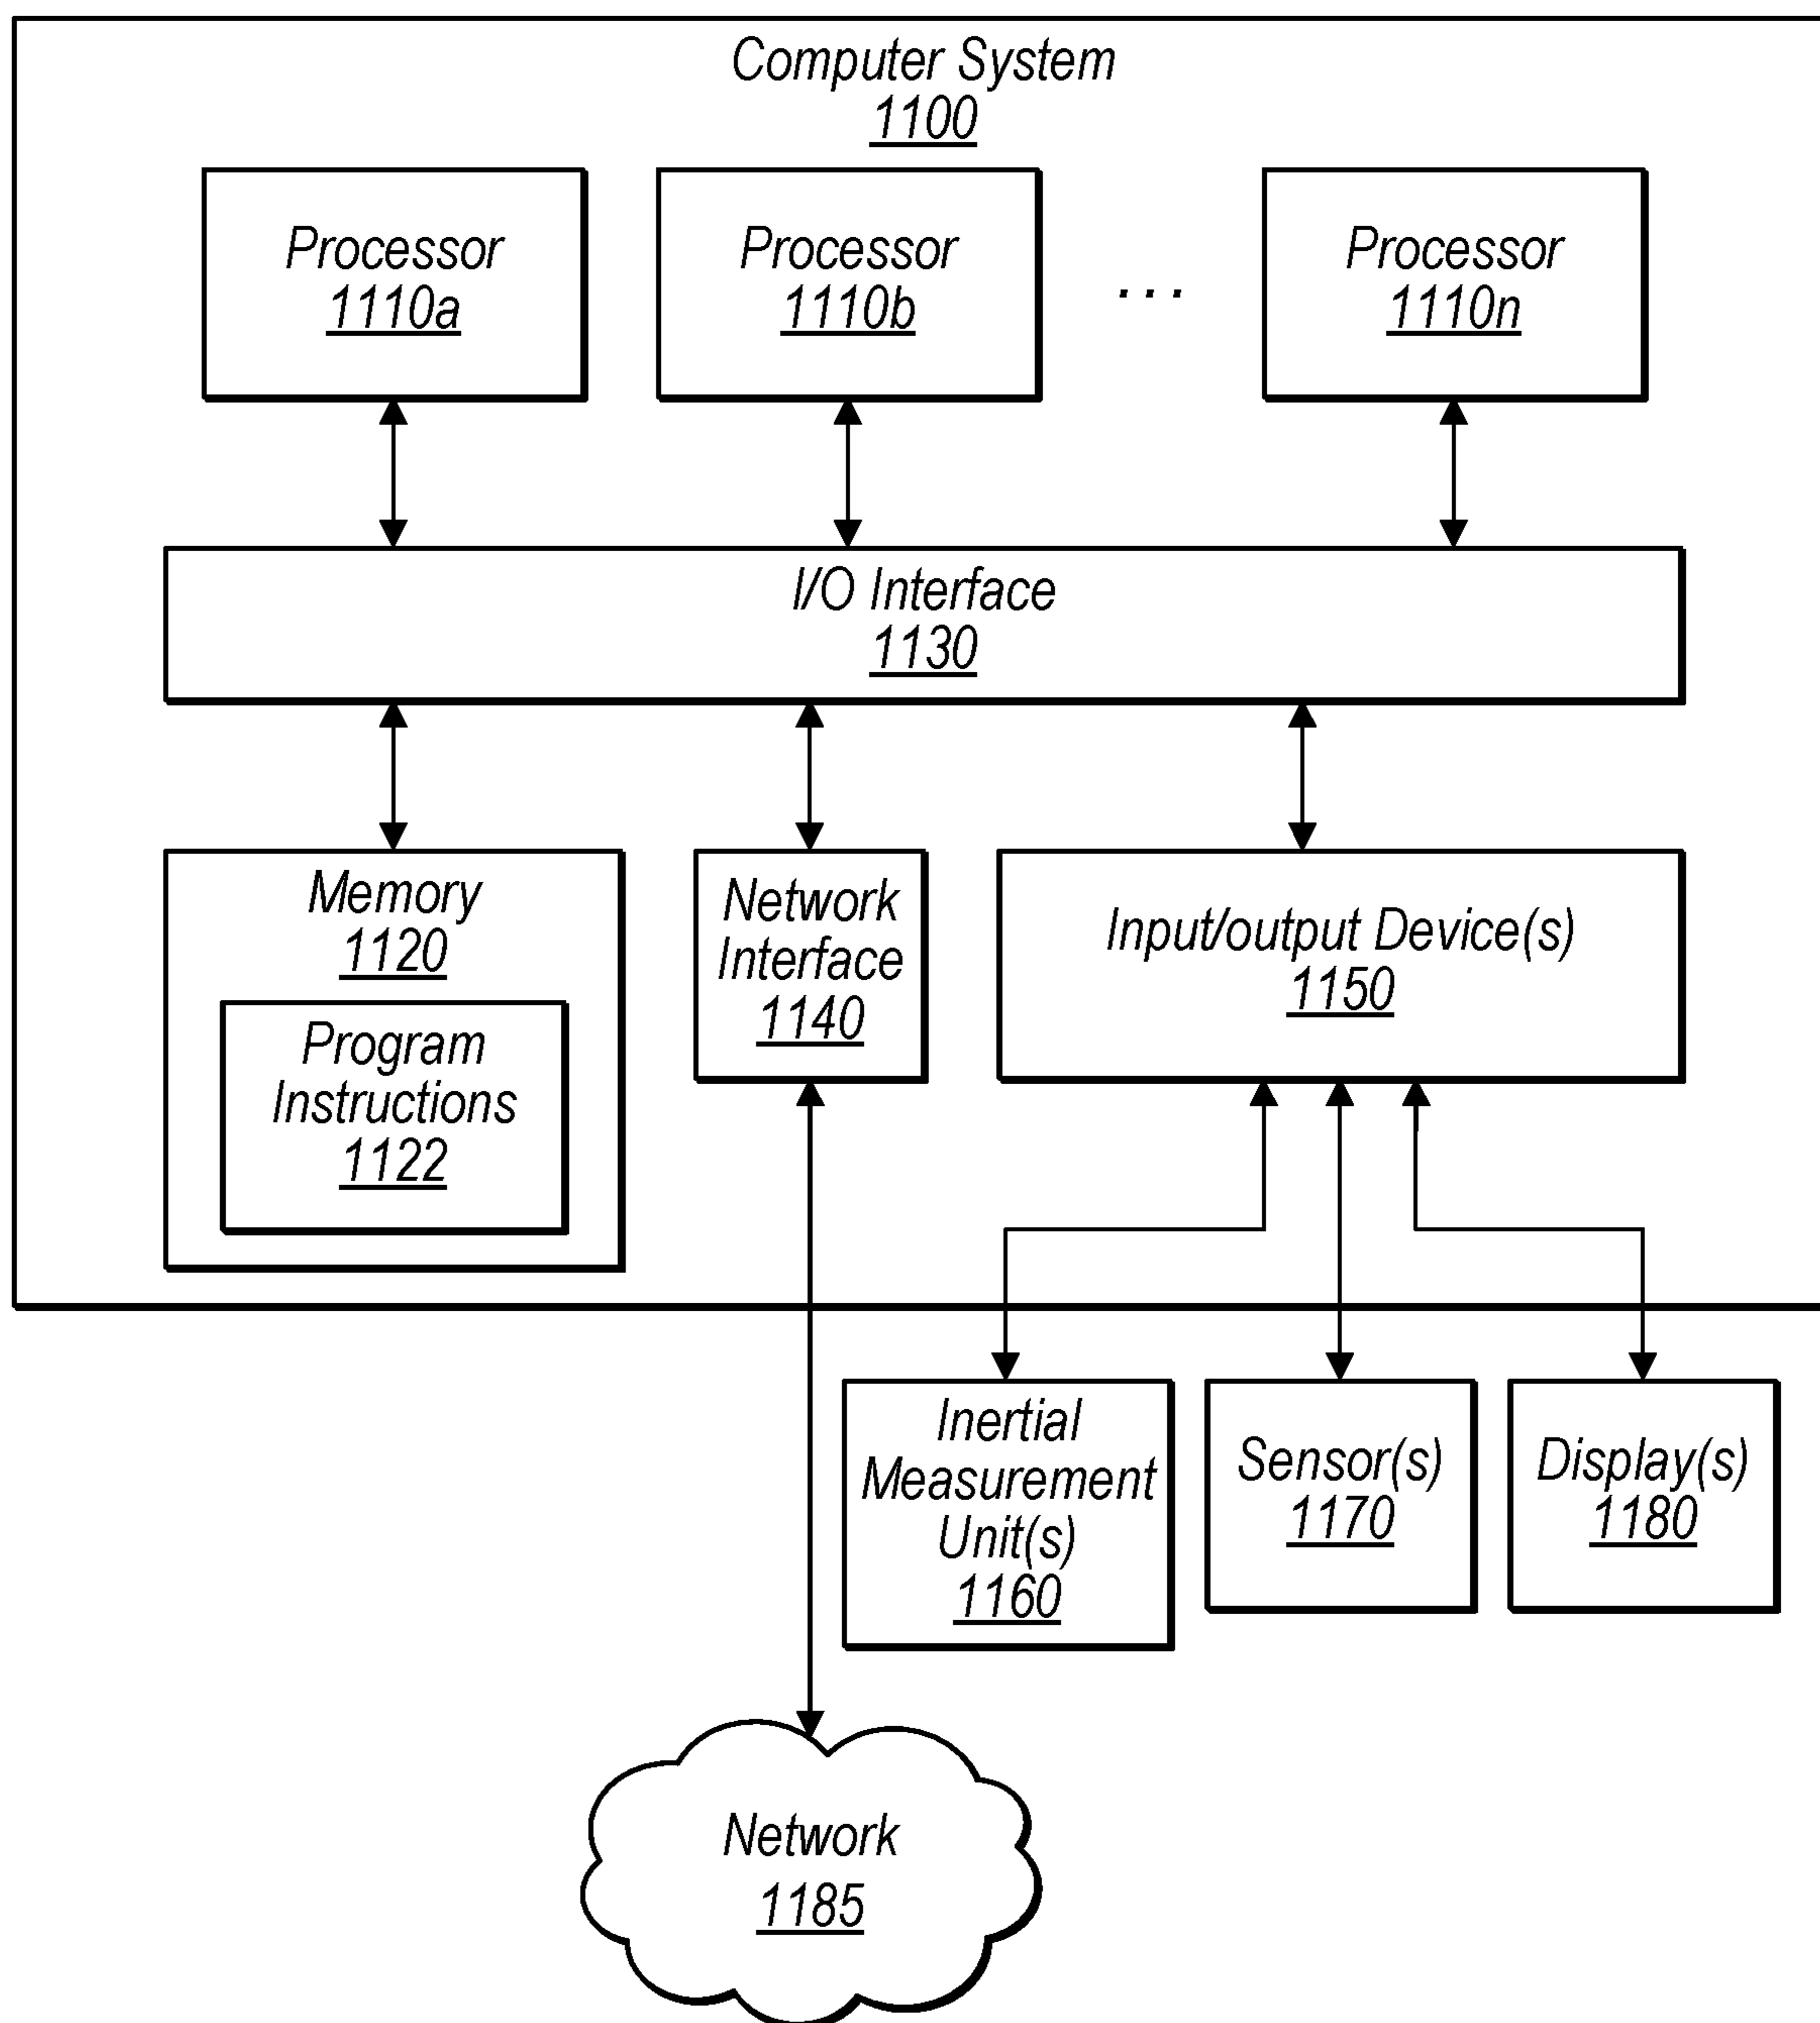 Computer System
1100
Processor
1110a
Processor
1110b
...
Processor
1110n
I/O Interface
1130
Memory
1120
Program
Instructions
1122
Network
Interface
1140
Input/output Device(s)
1150
Inertial
Measurement
Unit(s)
1160
Sensor(s)
1170
Display(s)
1180
Network
1185